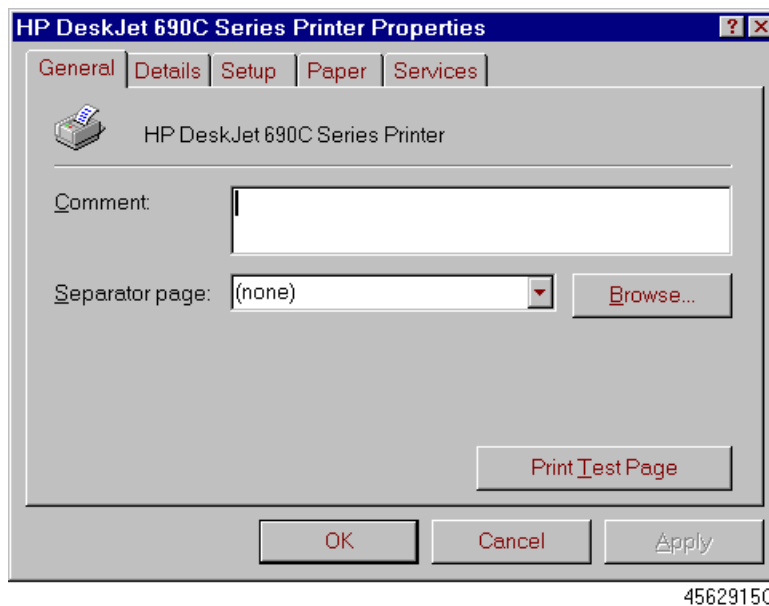 HP DeskJet 690C Series Printer Properties ? X
General Details Setup Paper Services
HP DeskJet 690C Series Printer
Comment:
Separator page: (none) Browse...
Print Test Page
OK Cancel Apply
4562915C